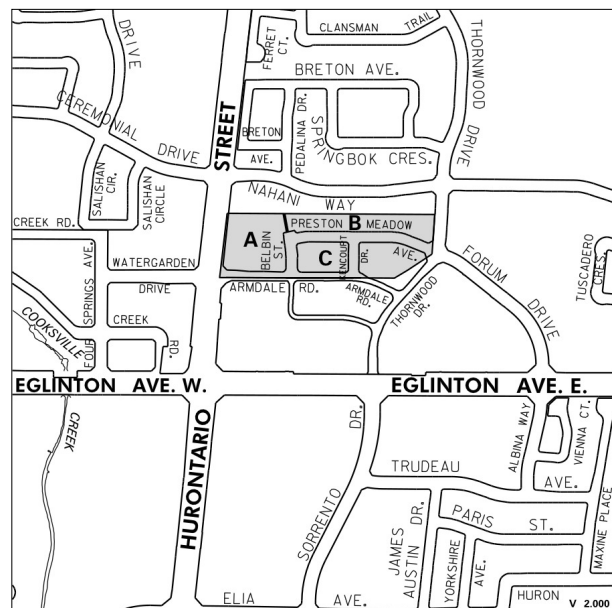 CLANSMAN TRAIL
DRIVE
FERRET CT.
THORNWOOD DRIVE
BRETON AVE.
CEREMONIAL DRIVE
HURONTARIO STREET
BRETON
AVE.
PEDALINA DR.
SPRINGBOK CRES.
SALISHAN
CIR.
SALISHAN
CIRCLE
NAHANI WAY
CREEK RD.
A
BELBIN
ST.
PRESTON MEADOW
AVE.
B
C
KENCOURT
DR.
WATERGARDEN
DRIVE
FOUR SPRINGS AVE.
CREEK
RD.
COOKSVILLE
CREEK
ARMDALE RD.
ARMDALE
RD.
THORNWOOD
DR.
FORUM DRIVE
TUSCADERO
CRES.
EGLINTON AVE. W.
EGLINTON AVE. E.
SORRENTO DR.
TRUDEAU AVE.
ALBINA WAY
VIENNA CT.
MAXINE PLACE
JAMES
AUSTIN DR.
PARIS ST.
YORKSHIRE
AVE.
ELIA AVE.
HURON
V 2.000